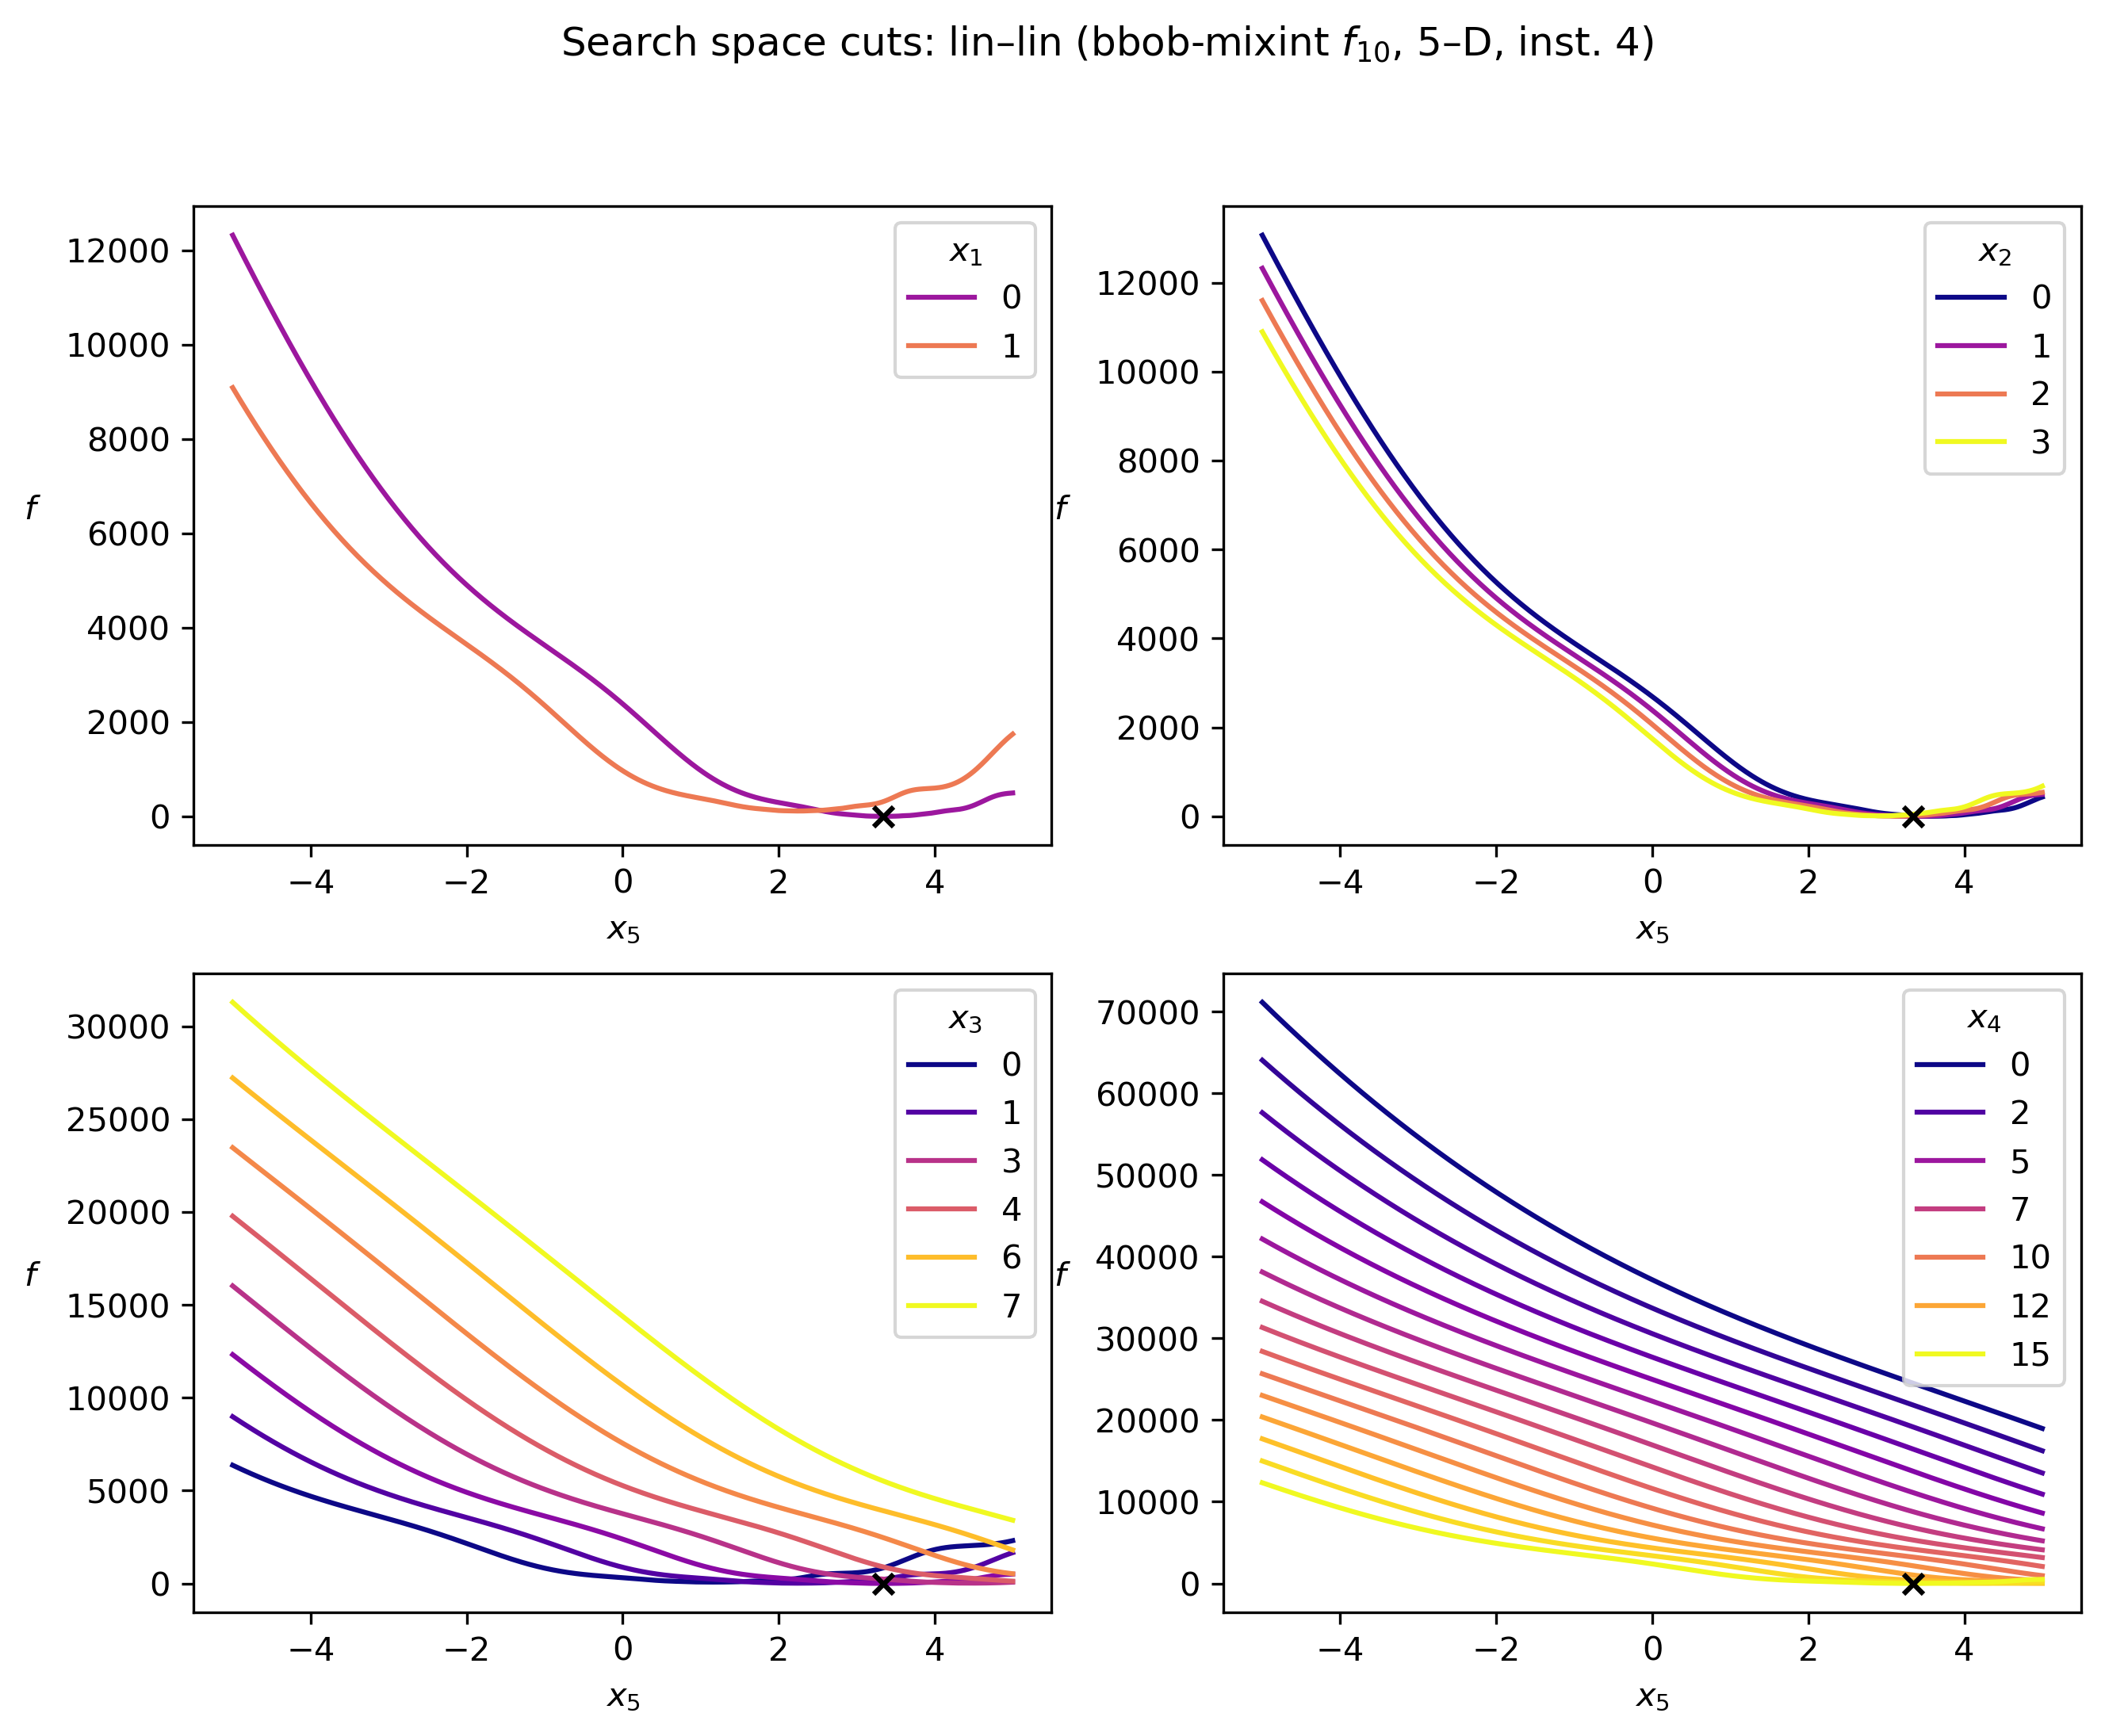 Search space cuts: lin–lin (bbob-mixint f₁₀, 5–D, inst. 4)
12000
10000
8000
6000
4000
2000
0
f
−4 −2 0 2 4
x₅
x₁
0
1
12000
10000
8000
6000
4000
2000
0
f
−4 −2 0 2 4
x₅
x₂
0
1
2
3
30000
25000
20000
15000
10000
5000
0
f
−4 −2 0 2 4
x₅
x₃
0
1
3
4
6
7
70000
60000
50000
40000
30000
20000
10000
0
f
−4 −2 0 2 4
x₅
x₄
0
2
5
7
10
12
15